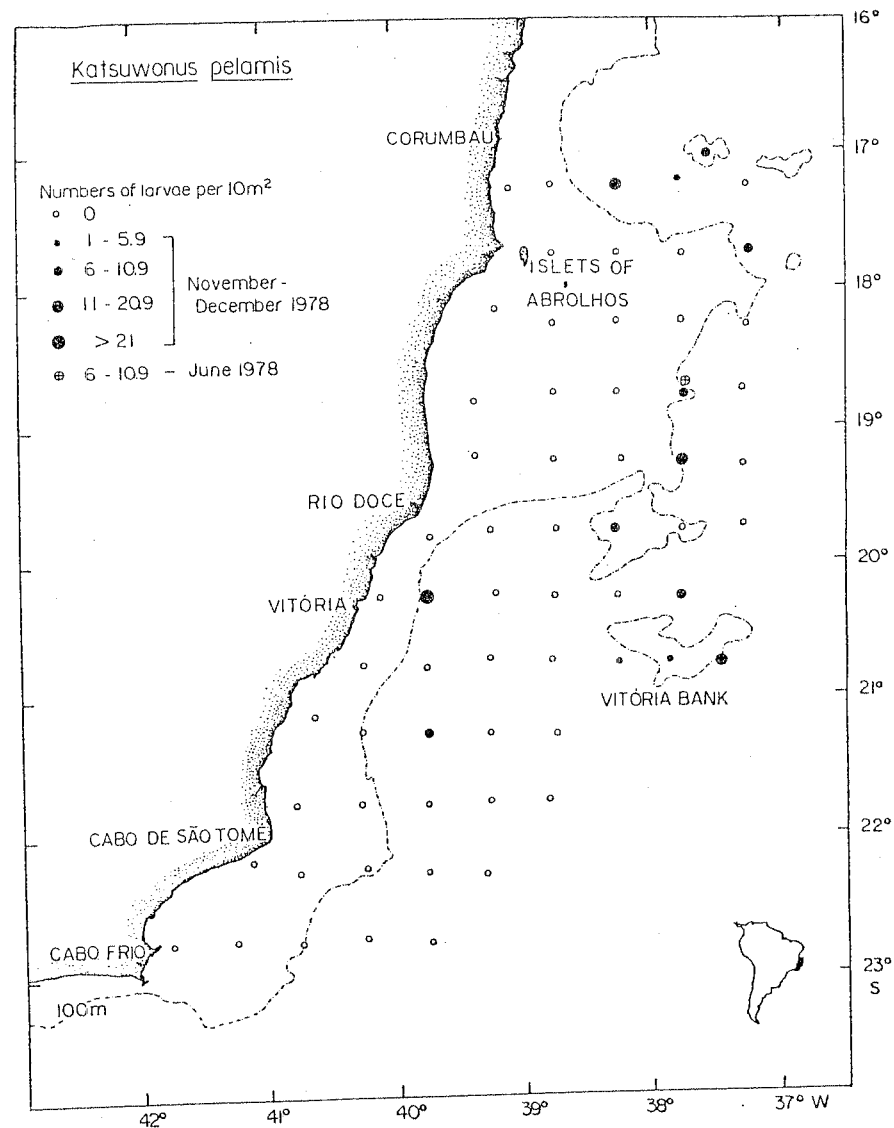 Katsuwonus pelamis
Numbers of larvae per 10m²
0
1 - 5.9
6 - 10.9
11 - 20.9
> 21
November -
December 1978
6 - 10.9 - June 1978
CORUMBAU
ISLETS OF
ABROLHOS
RIO DOCE
VITÓRIA
VITÓRIA BANK
CABO DE SÃO TOMÉ
CABO FRIO
100m
16°
17°
18°
19°
20°
21°
22°
23°
S
42°
41°
40°
39°
38°
37° W